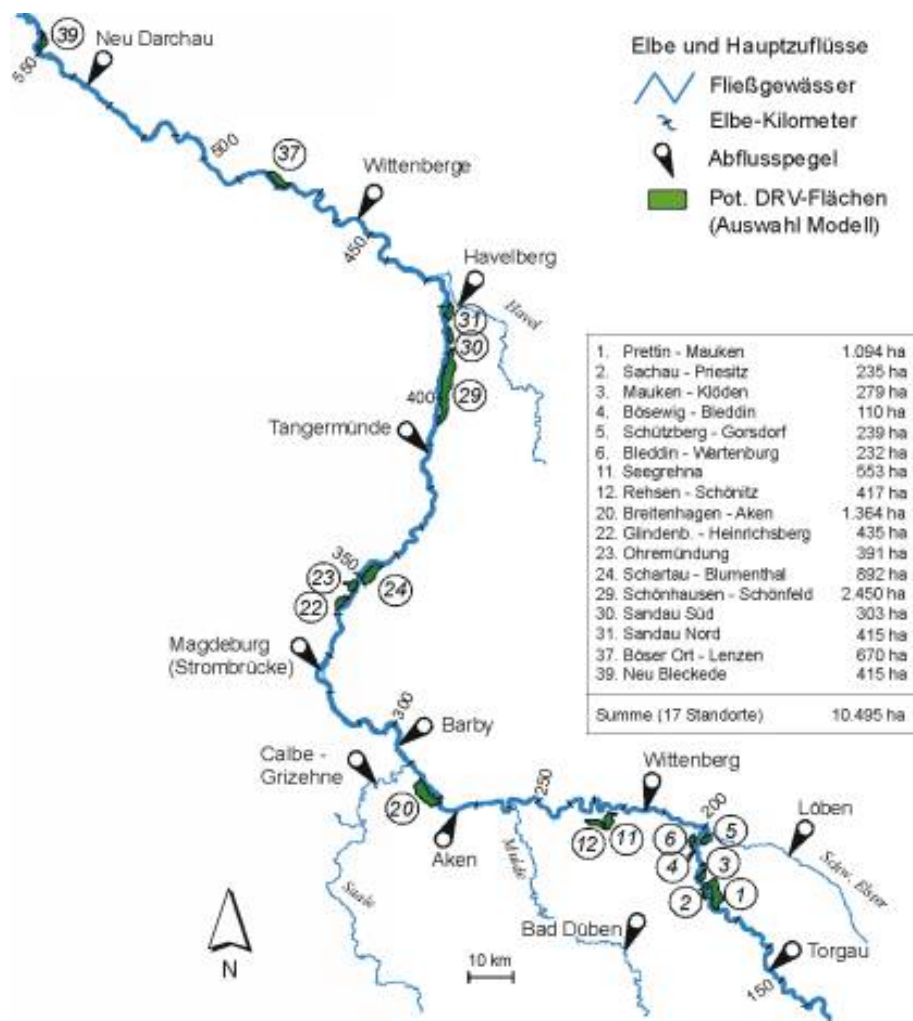 39
Neu Darchau
550
500
37
Wittenberge
450
Havelberg
Havel
31
30
29
400
Tangermünde
350
23
24
22
Magdeburg
(Strombrücke)
300
Barby
Calbe -
Grizehne
20
Aken
Saale
250
Mulde
12
11
Wittenberg
200
Löben
6
5
4
3
2
1
Schw. Elster
Bad Düben
Torgau
150
N
10 km
Elbe und Hauptzuflüsse
Fließgewässer
Elbe-Kilometer
Abflusspegel
Pot. DRV-Flächen
(Auswahl Modell)
1. Prettin - Mauken 1.094 ha
2. Sachau - Priesitz 235 ha
3. Mauken - Klöden 279 ha
4. Bösewig - Bleddin 110 ha
5. Schützberg - Gorsdorf 239 ha
6. Bleddin - Wartenburg 232 ha
11. Seegrehna 553 ha
12. Rehsen - Schönitz 417 ha
20. Breitenhagen - Aken 1.364 ha
22. Glindenb. - Heinrichsberg 435 ha
23. Ohremündung 391 ha
24. Schartau - Blumenthal 892 ha
29. Schönhausen - Schönfeld 2.450 ha
30. Sandau Süd 303 ha
31. Sandau Nord 415 ha
37. Böser Ort - Lenzen 670 ha
39. Neu Bleckede 415 ha
Summe (17 Standorte) 10.495 ha